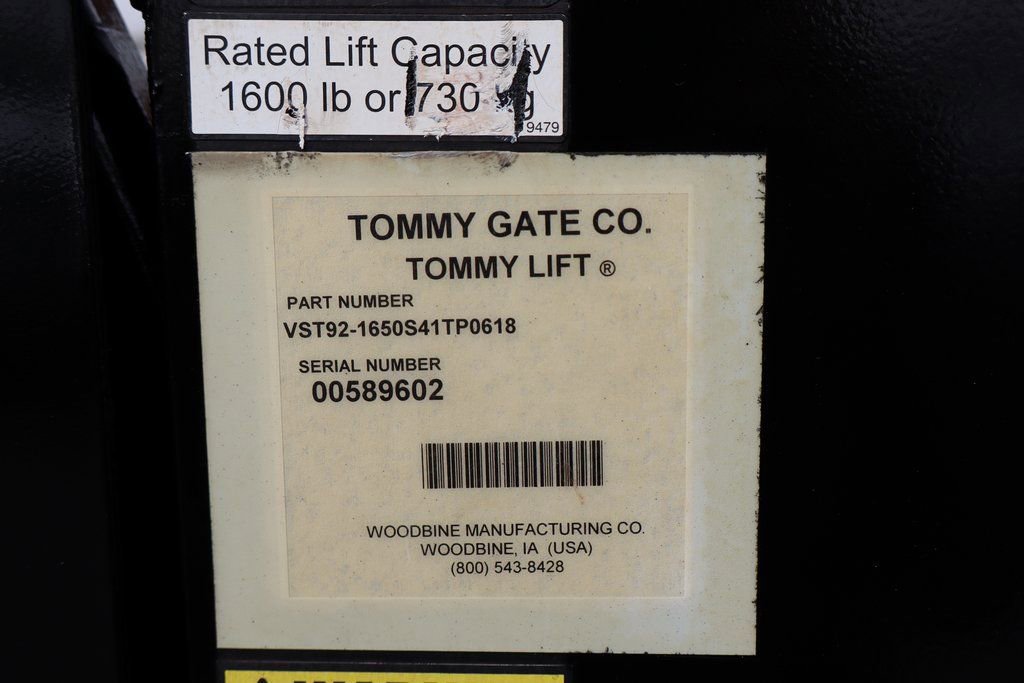 Rated Lift Capacity
1600 lb or 730 kg
9479
TOMMY GATE CO.
TOMMY LIFT ®
PART NUMBER
VST92-1650S41TP0618
SERIAL NUMBER
00589602
WOODBINE MANUFACTURING CO.
WOODBINE, IA (USA)
(800) 543-8428